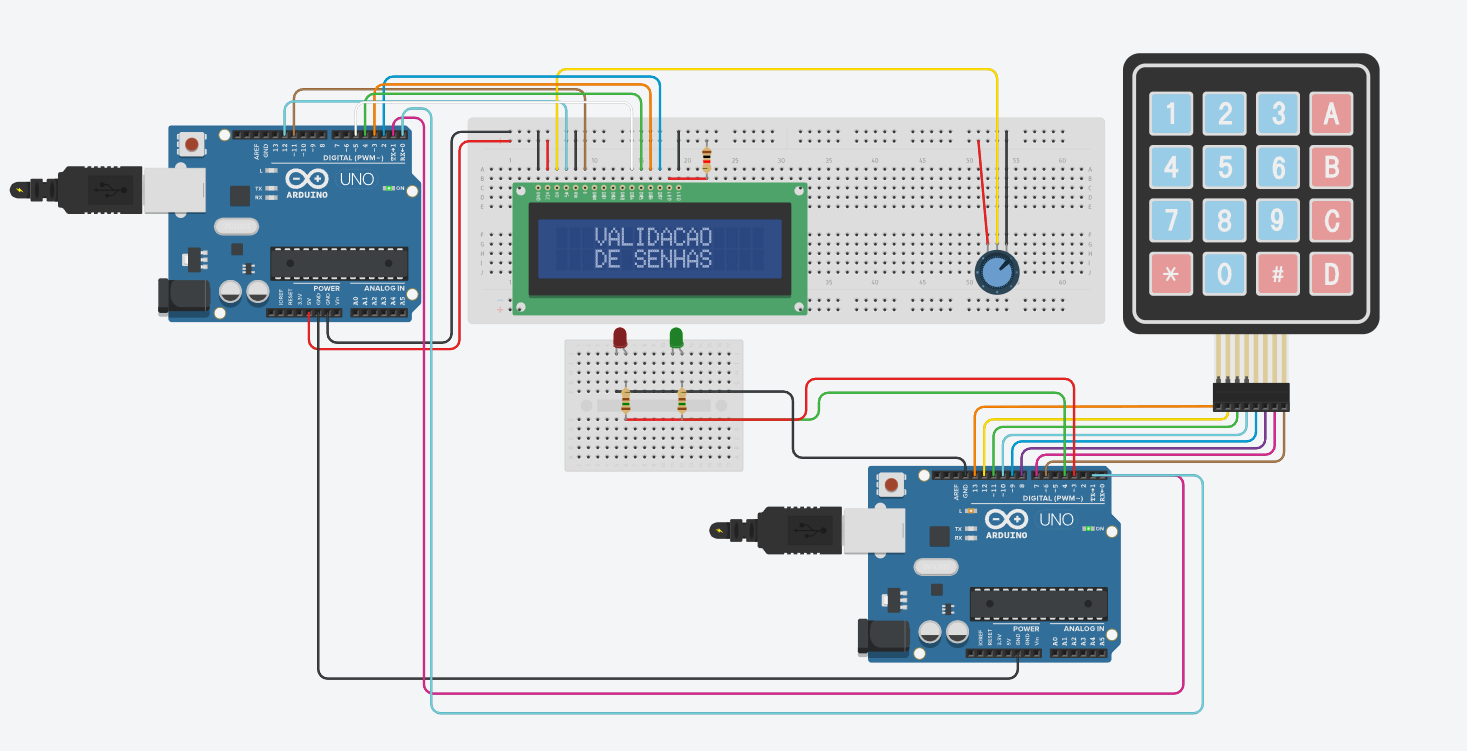 VALIDACAO
DE SENHAS
1 2 3 A
4 5 6 B
7 8 9 C
* 0 # D
AREF
GND
13
12
~11
~10
~9
8
7
~6
~5
4
~3
2
TX→1
RX←0
DIGITAL (PWM~)
L
TX
RX
UNO
ON
ARDUINO
IOREF
RESET
3.3V
5V
GND
GND
Vin
POWER
ANALOG IN
A0
A1
A2
A3
A4
A5
AREF
GND
13
12
~11
~10
~9
8
7
~6
~5
4
~3
2
TX→1
RX←0
DIGITAL (PWM~)
L
TX
RX
UNO
ON
ARDUINO
IOREF
RESET
3.3V
5V
GND
GND
Vin
POWER
ANALOG IN
A0
A1
A2
A3
A4
A5